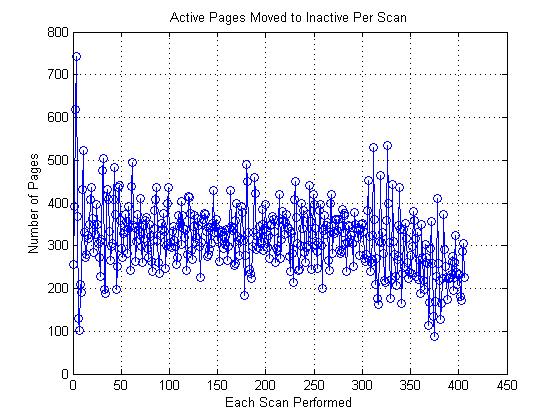 Active Pages Moved to Inactive Per Scan
800
700
600
500
400
300
200
100
0
Number of Pages
0 50 100 150 200 250 300 350 400 450
Each Scan Performed